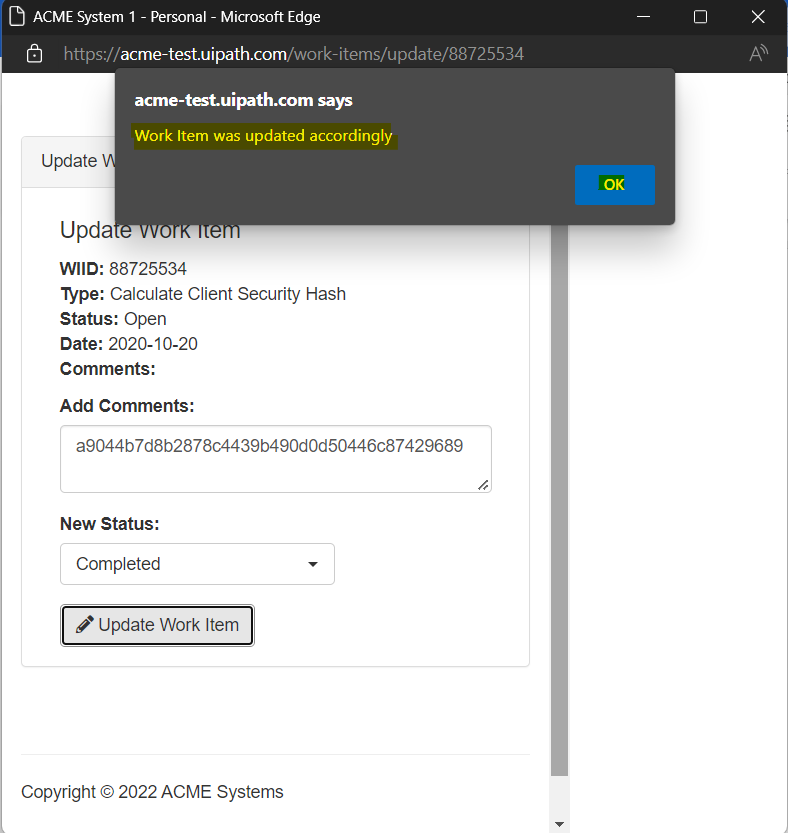 ACME System 1 - Personal - Microsoft Edge
https://acme-test.uipath.com/work-items/update/88725534
acme-test.uipath.com says
Work Item was updated accordingly
OK
Update W
Update Work Item
WIID: 88725534
Type: Calculate Client Security Hash
Status: Open
Date: 2020-10-20
Comments:
Add Comments:
a9044b7d8b2878c4439b490d0d50446c87429689
New Status:
Completed
Update Work Item
Copyright © 2022 ACME Systems